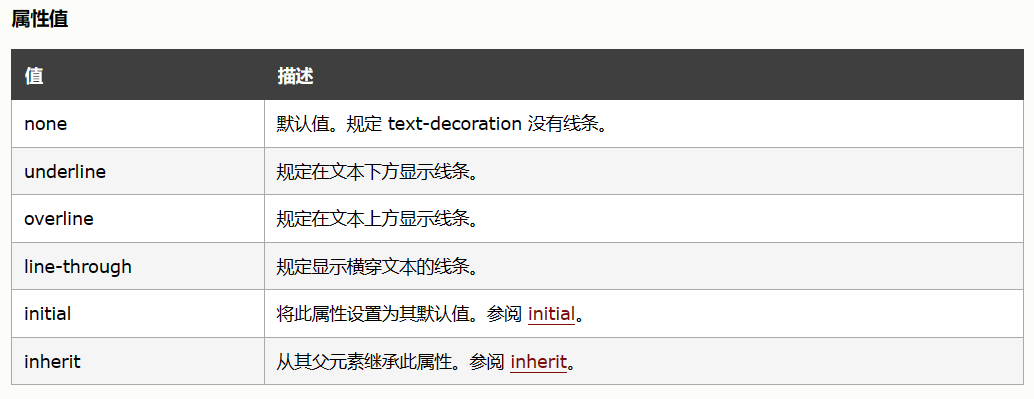 属性值
值 描述
none 默认值。规定 text-decoration 没有线条。
underline 规定在文本下方显示线条。
overline 规定在文本上方显示线条。
line-through 规定显示横穿文本的线条。
initial 将此属性设置为其默认值。参阅 initial。
inherit 从其父元素继承此属性。参阅 inherit。